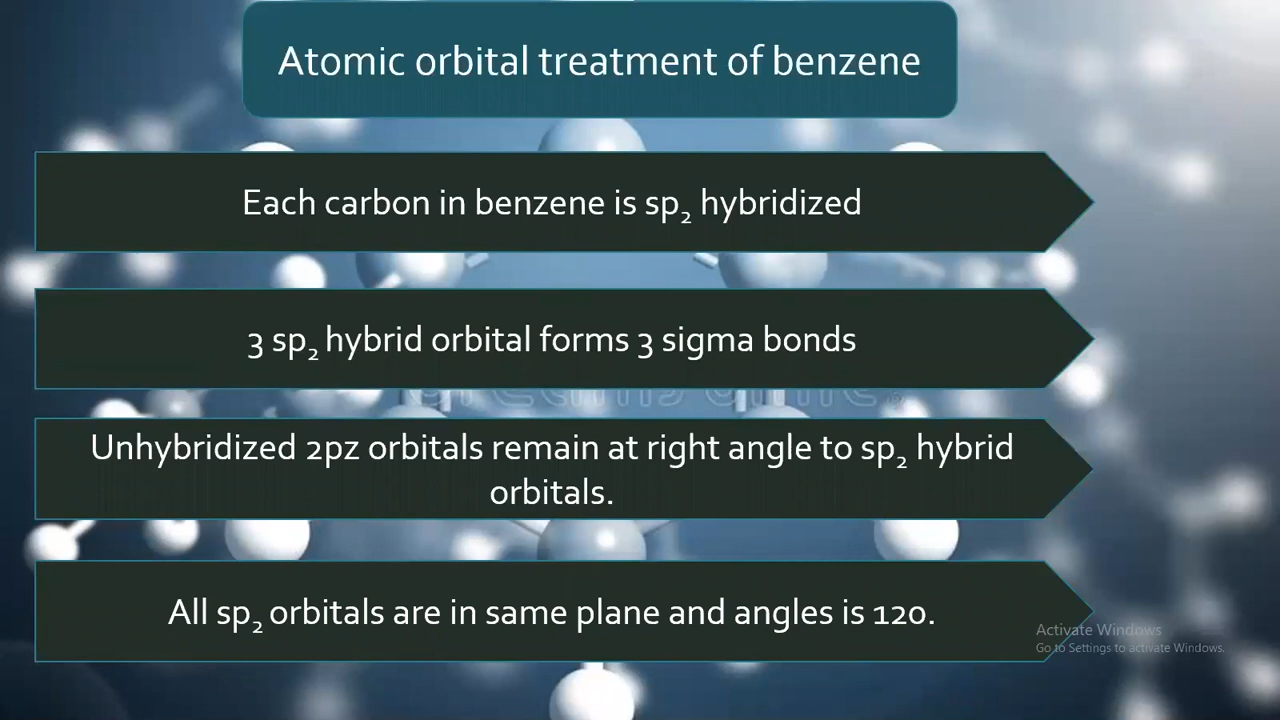 Atomic orbital treatment of benzene
Each carbon in benzene is sp₂ hybridized
3 sp₂ hybrid orbital forms 3 sigma bonds
Unhybridized 2pz orbitals remain at right angle to sp₂ hybrid
orbitals.
All sp₂ orbitals are in same plane and angles is 120.
Activate Windows
Go to Settings to activate Windows.